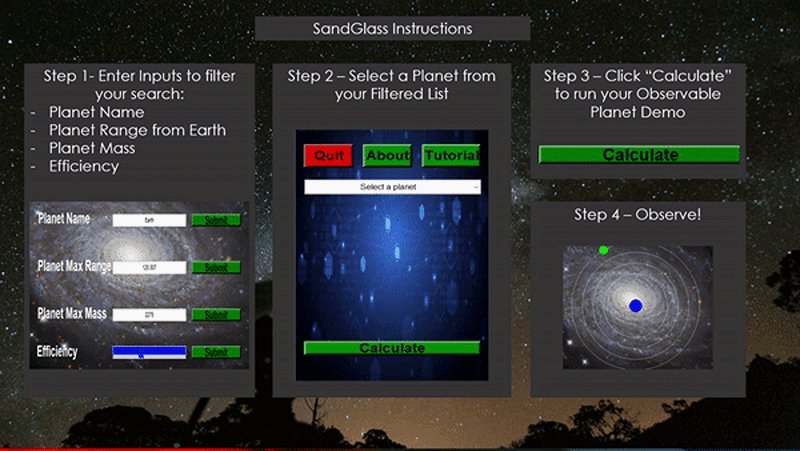 SandGlass Instructions
Step 1- Enter Inputs to filter
your search:
- Planet Name
- Planet Range from Earth
- Planet Mass
- Efficiency
Planet Name
Earth
Submit
Planet Max Range
Submit
Planet Max Mass
Submit
Efficiency
Submit
Step 2 – Select a Planet from
your Filtered List
Quit
About
Tutorial
Select a planet
Calculate
Step 3 – Click “Calculate”
to run your Observable
Planet Demo
Calculate
Step 4 – Observe!